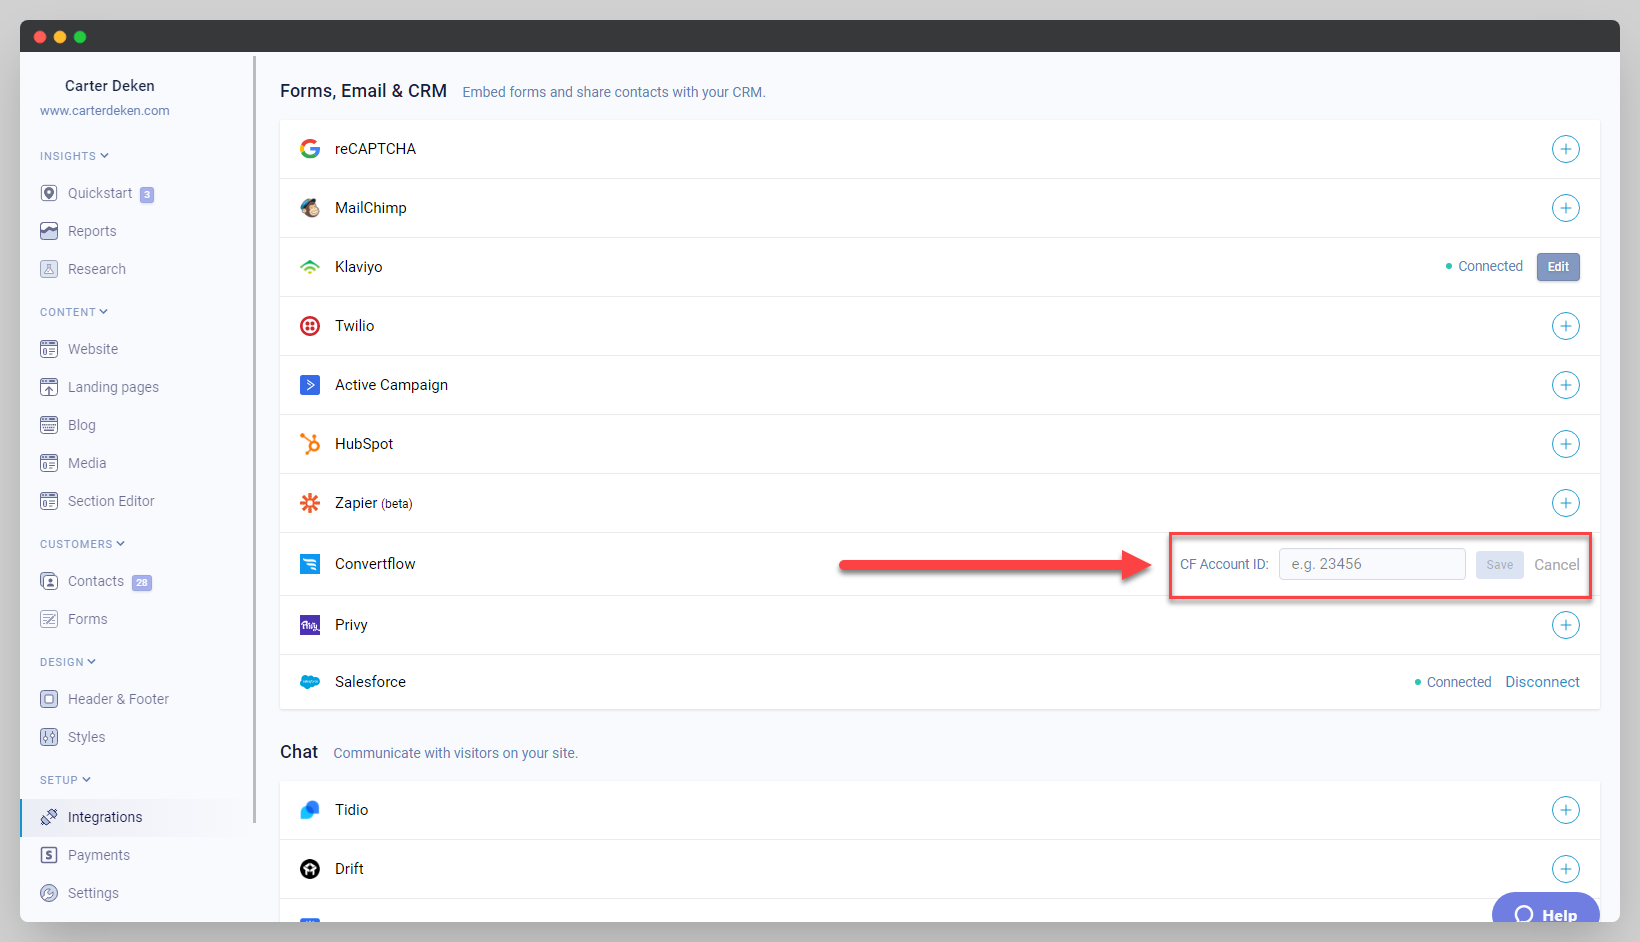 Carter Deken
www.carterdeken.com
INSIGHTS
Quickstart 3
Reports
Research
CONTENT
Website
Landing pages
Blog
Media
Section Editor
CUSTOMERS
Contacts 28
Forms
DESIGN
Header & Footer
Styles
SETUP
Integrations
Payments
Settings
Forms, Email & CRM Embed forms and share contacts with your CRM.
reCAPTCHA
MailChimp
Klaviyo Connected Edit
Twilio
Active Campaign
HubSpot
Zapier (beta)
Convertflow CF Account ID: e.g. 23456 Save Cancel
Privy Privy
Salesforce Connected Disconnect
Chat Communicate with visitors on your site.
Tidio
Drift
Help